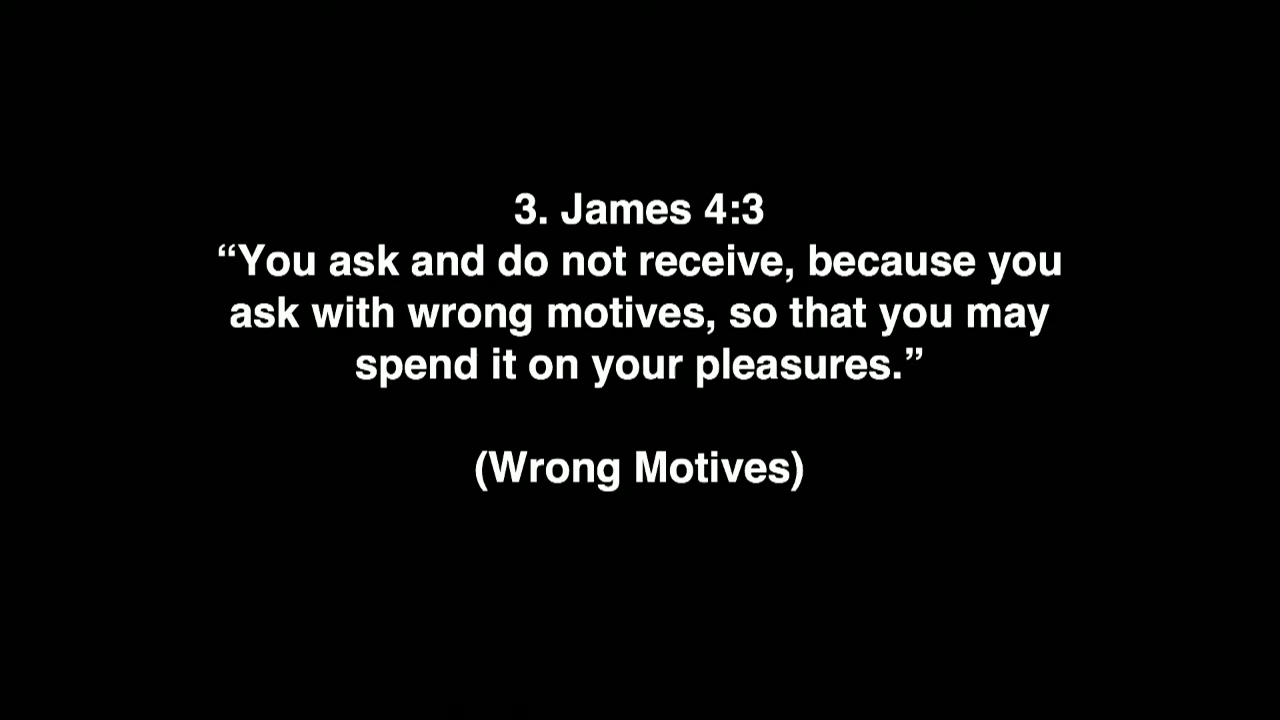 3. James 4:3
“You ask and do not receive, because you
ask with wrong motives, so that you may
spend it on your pleasures.”
(Wrong Motives)